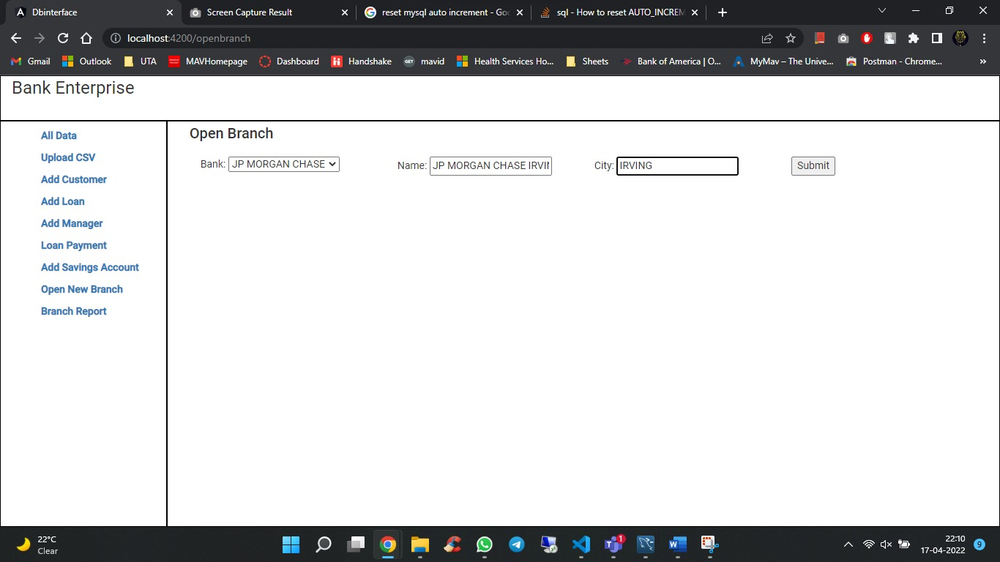 Dbinterface
Screen Capture Result
reset mysql auto increment - Goo
sql - How to reset AUTO_INCREM
localhost:4200/openbranch
Gmail
Outlook
UTA
MAVHomepage
Dashboard
Handshake
GET
mavid
Health Services Ho...
Sheets
Bank of America | O...
MyMav – The Unive...
Postman - Chrome...
»
Bank Enterprise
All Data
Upload CSV
Add Customer
Add Loan
Add Manager
Loan Payment
Add Savings Account
Open New Branch
Branch Report
Open Branch
Bank: JP MORGAN CHASE
Name: JP MORGAN CHASE IRVIN
City: IRVING
Submit
22°C
Clear
1
22:10
17-04-2022
9